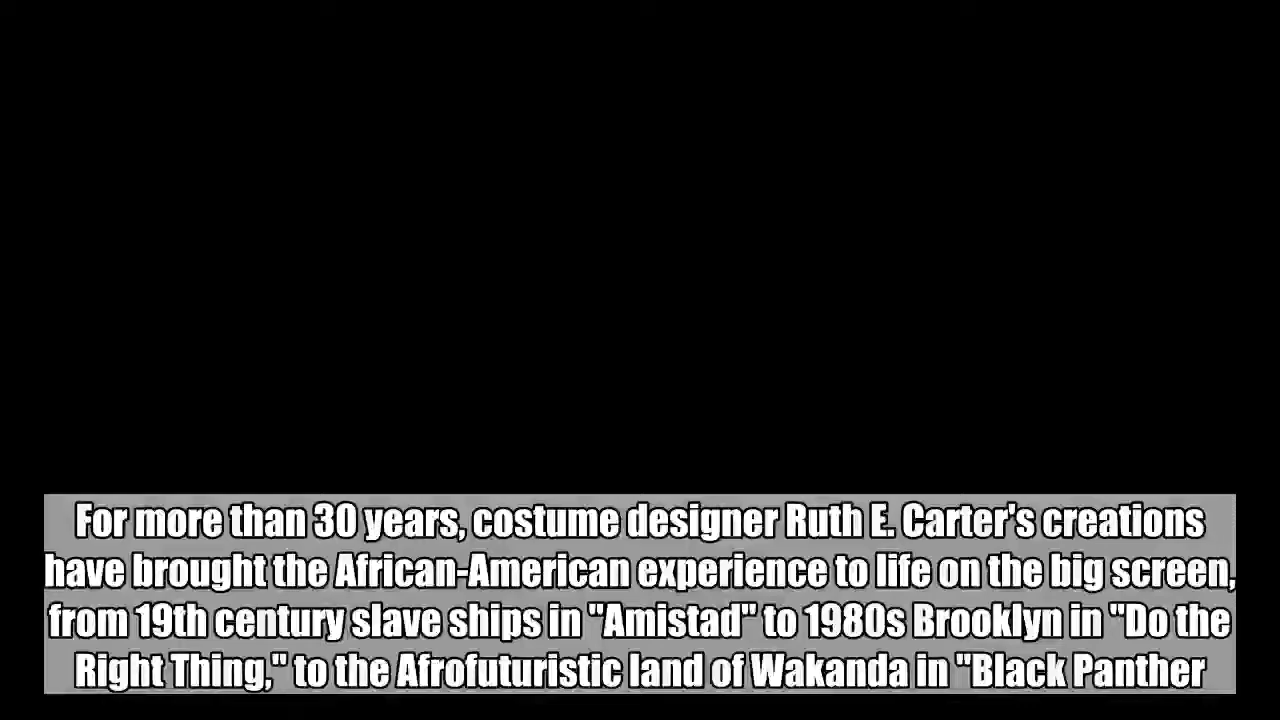 For more than 30 years, costume designer Ruth E. Carter's creations
have brought the African-American experience to life on the big screen,
from 19th century slave ships in "Amistad" to 1980s Brooklyn in "Do the
Right Thing," to the Afrofuturistic land of Wakanda in "Black Panther